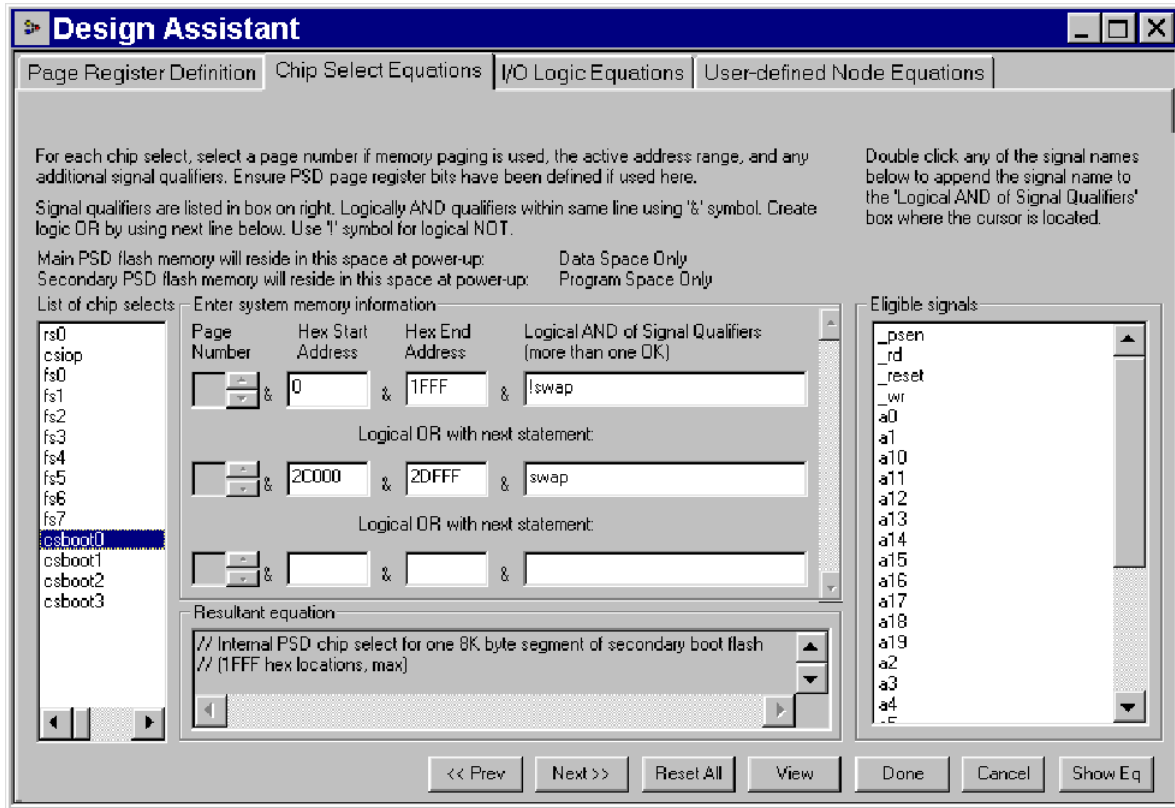 Design Assistant
Page Register Definition Chip Select Equations I/O Logic Equations User-defined Node Equations
For each chip select, select a page number if memory paging is used, the active address range, and any
additional signal qualifiers. Ensure PSD page register bits have been defined if used here.
Signal qualifiers are listed in box on right. Logically AND qualifiers within same line using '&' symbol. Create
logic OR by using next line below. Use '!' symbol for logical NOT.
Main PSD flash memory will reside in this space at power-up: Data Space Only
Secondary PSD flash memory will reside in this space at power-up: Program Space Only
Double click any of the signal names
below to append the signal name to
the 'Logical AND of Signal Qualifiers'
box where the cursor is located.
List of chip selects
rs0
csiop
fs0
fs1
fs2
fs3
fs4
fs5
fs6
fs7
csboot0
csboot1
csboot2
csboot3
Enter system memory information
Page Number
Hex Start Address
Hex End Address
Logical AND of Signal Qualifiers
(more than one OK)
& 0 & 1FFF & !swap
Logical OR with next statement:
& 2C000 & 2DFFF & swap
Logical OR with next statement:
& & &
Resultant equation
// Internal PSD chip select for one 8K byte segment of secondary boot flash
// (1FFF hex locations, max)
Eligible signals
_psen
_rd
_reset
_wr
a0
a1
a10
a11
a12
a13
a14
a15
a16
a17
a18
a19
a2
a3
a4
a5
<< Prev Next >> Reset All View Done Cancel Show Eq